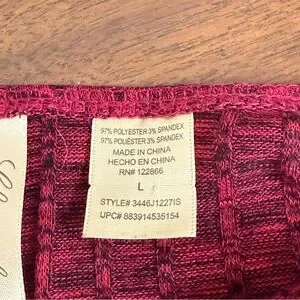 97% POLYESTER 3% SPANDEX
97% POLIÉSTER 3% SPANDEX
MADE IN CHINA
HECHO EN CHINA
RN# 122866
L
STYLE# 3446J1227IS
UPC# 883914535154